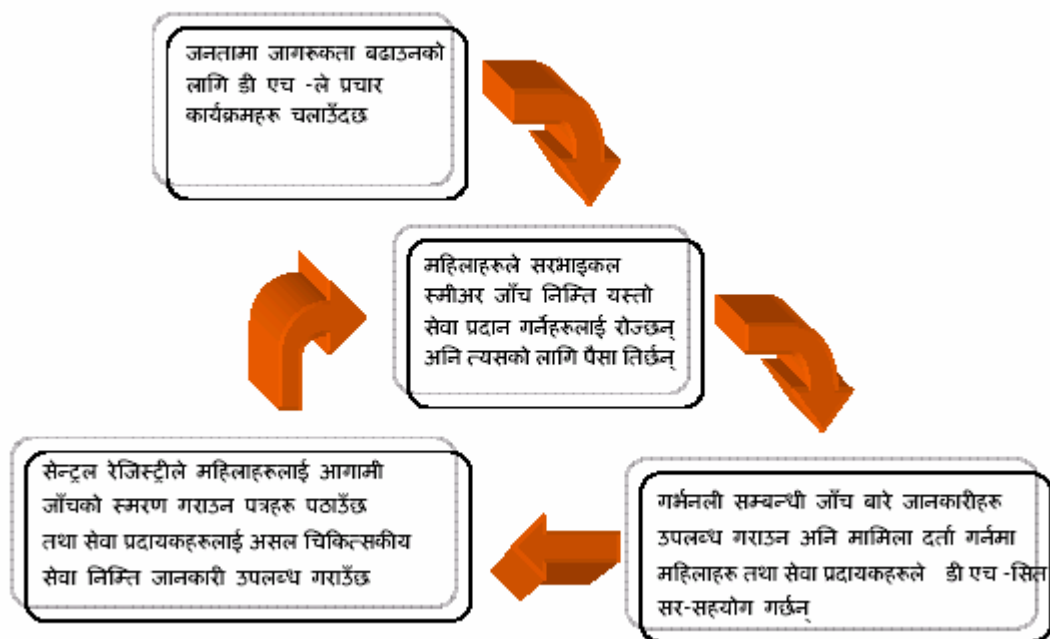 जनतामा जागरूकता बढाउनको
लागि डी एच -ले प्रचार
कार्यक्रमहरू चलाउँदछ
महिलाहरूले सरभाइकल
स्मीअर जाँच निम्ति यस्तो
सेवा प्रदान गर्नेहरूलाई रोज्छन्
अनि त्यसको लागि पैसा तिर्छन्
गर्भनली सम्बन्धी जाँच बारे जानकारीहरू
उपलब्ध गराउन अनि मामिला दर्ता गर्नमा
महिलाहरू तथा सेवा प्रदायकहरूले डी एच -सित
सर-सहयोग गर्छन्
सेन्ट्रल रेजिस्ट्रीले महिलाहरूलाई आगामी
जाँचको स्मरण गराउन पत्रहरू पठाउँछ
तथा सेवा प्रदायकहरूलाई असल चिकित्सकीय
सेवा निम्ति जानकारी उपलब्ध गराउँछ